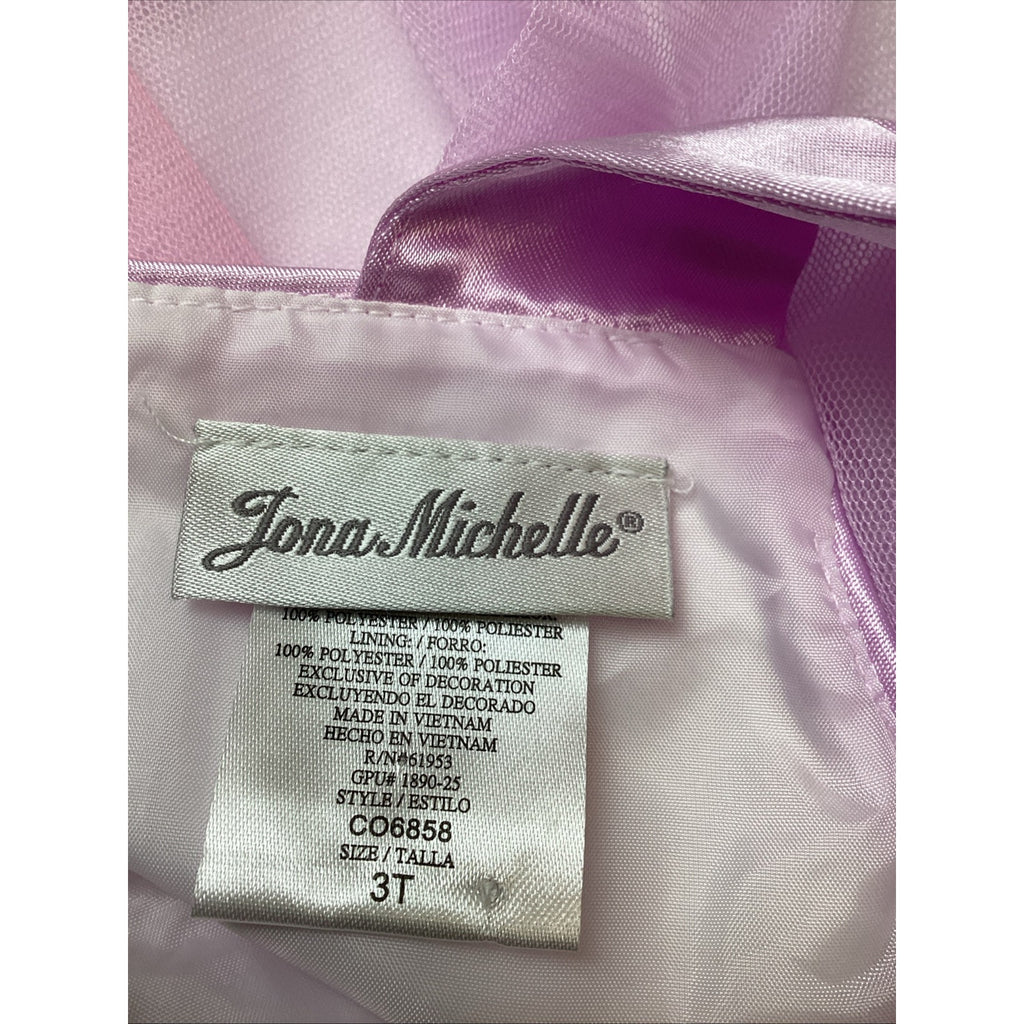 Jona Michelle®
100% POLYESTER / 100% POLIESTER
LINING: / FORRO:
100% POLYESTER / 100% POLIESTER
EXCLUSIVE OF DECORATION
EXCLUYENDO EL DECORADO
MADE IN VIETNAM
HECHO EN VIETNAM
R/N#61953
GPU# 1890-25
STYLE / ESTILO
CO6858
SIZE / TALLA
3T